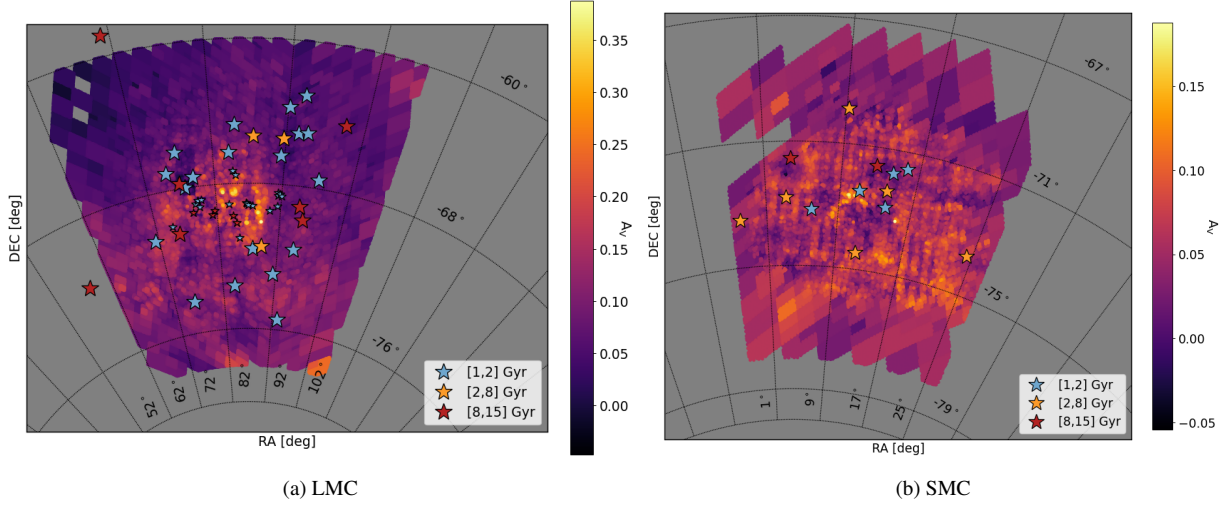 -60°
-68°
-76°
52°
62°
72°
82°
92°
102°
DEC [deg]
RA [deg]
[1,2] Gyr
[2,8] Gyr
[8,15] Gyr
0.35
0.30
0.25
0.20
0.15
0.10
0.05
0.00
Av
(a) LMC
-67°
-71°
-75°
-79°
1°
9°
17°
25°
DEC [deg]
RA [deg]
[1,2] Gyr
[2,8] Gyr
[8,15] Gyr
0.15
0.10
0.05
0.00
−0.05
Av
(b) SMC